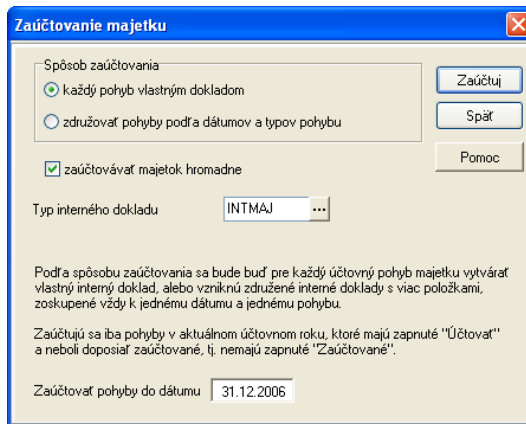 Zaúčtovanie majetku
Spôsob zaúčtovania
každý pohyb vlastným dokladom
združovať pohyby podľa dátumov a typov pohybu
Zaúčtuj
Späť
Pomoc
zaúčtovávať majetok hromadne
Typ interného dokladu
INTMAJ
...
Podľa spôsobu zaúčtovania sa bude buď pre každý účtovný pohyb majetku vytvárať
vlastný interný doklad, alebo vzniknú združené interné doklady s viac položkami,
zoskupené vždy k jednému dátumu a jednému pohybu.
Zaúčtujú sa iba pohyby v aktuálnom účtovnom roku, ktoré majú zapnuté "Účtovať"
a neboli doposiaľ zaúčtované, tj. nemajú zapnuté "Zaúčtované".
Zaúčtovať pohyby do dátumu
31.12.2006